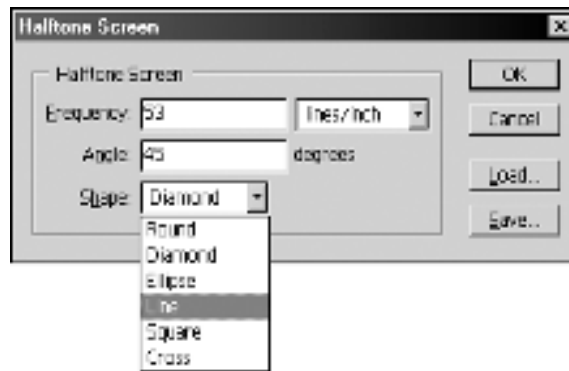 Halftone Screen
Halftone Screen
Frequency: 53 lines/inch
Angle: 45 degrees
Shape: Diamond
Round
Diamond
Ellipse
Line
Square
Cross
OK
Cancel
Load...
Save...